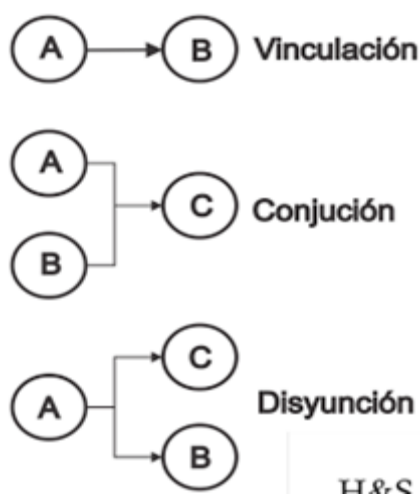 A B Vinculación
A
C Conjución
B
C
A Disyunción
B
H&S